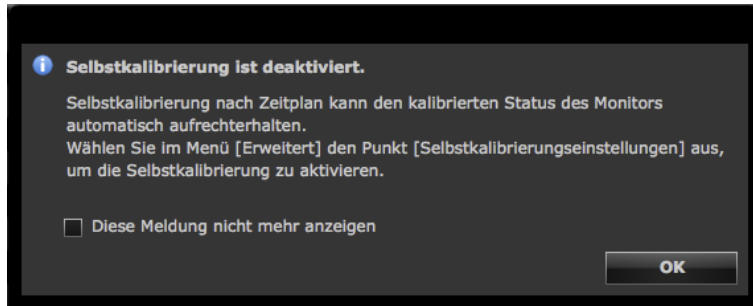 Selbstkalibrierung ist deaktiviert.
Selbstkalibrierung nach Zeitplan kann den kalibrierten Status des Monitors
automatisch aufrechterhalten.
Wählen Sie im Menü [Erweitert] den Punkt [Selbstkalibrierungseinstellungen] aus,
um die Selbstkalibrierung zu aktivieren.
Diese Meldung nicht mehr anzeigen
OK